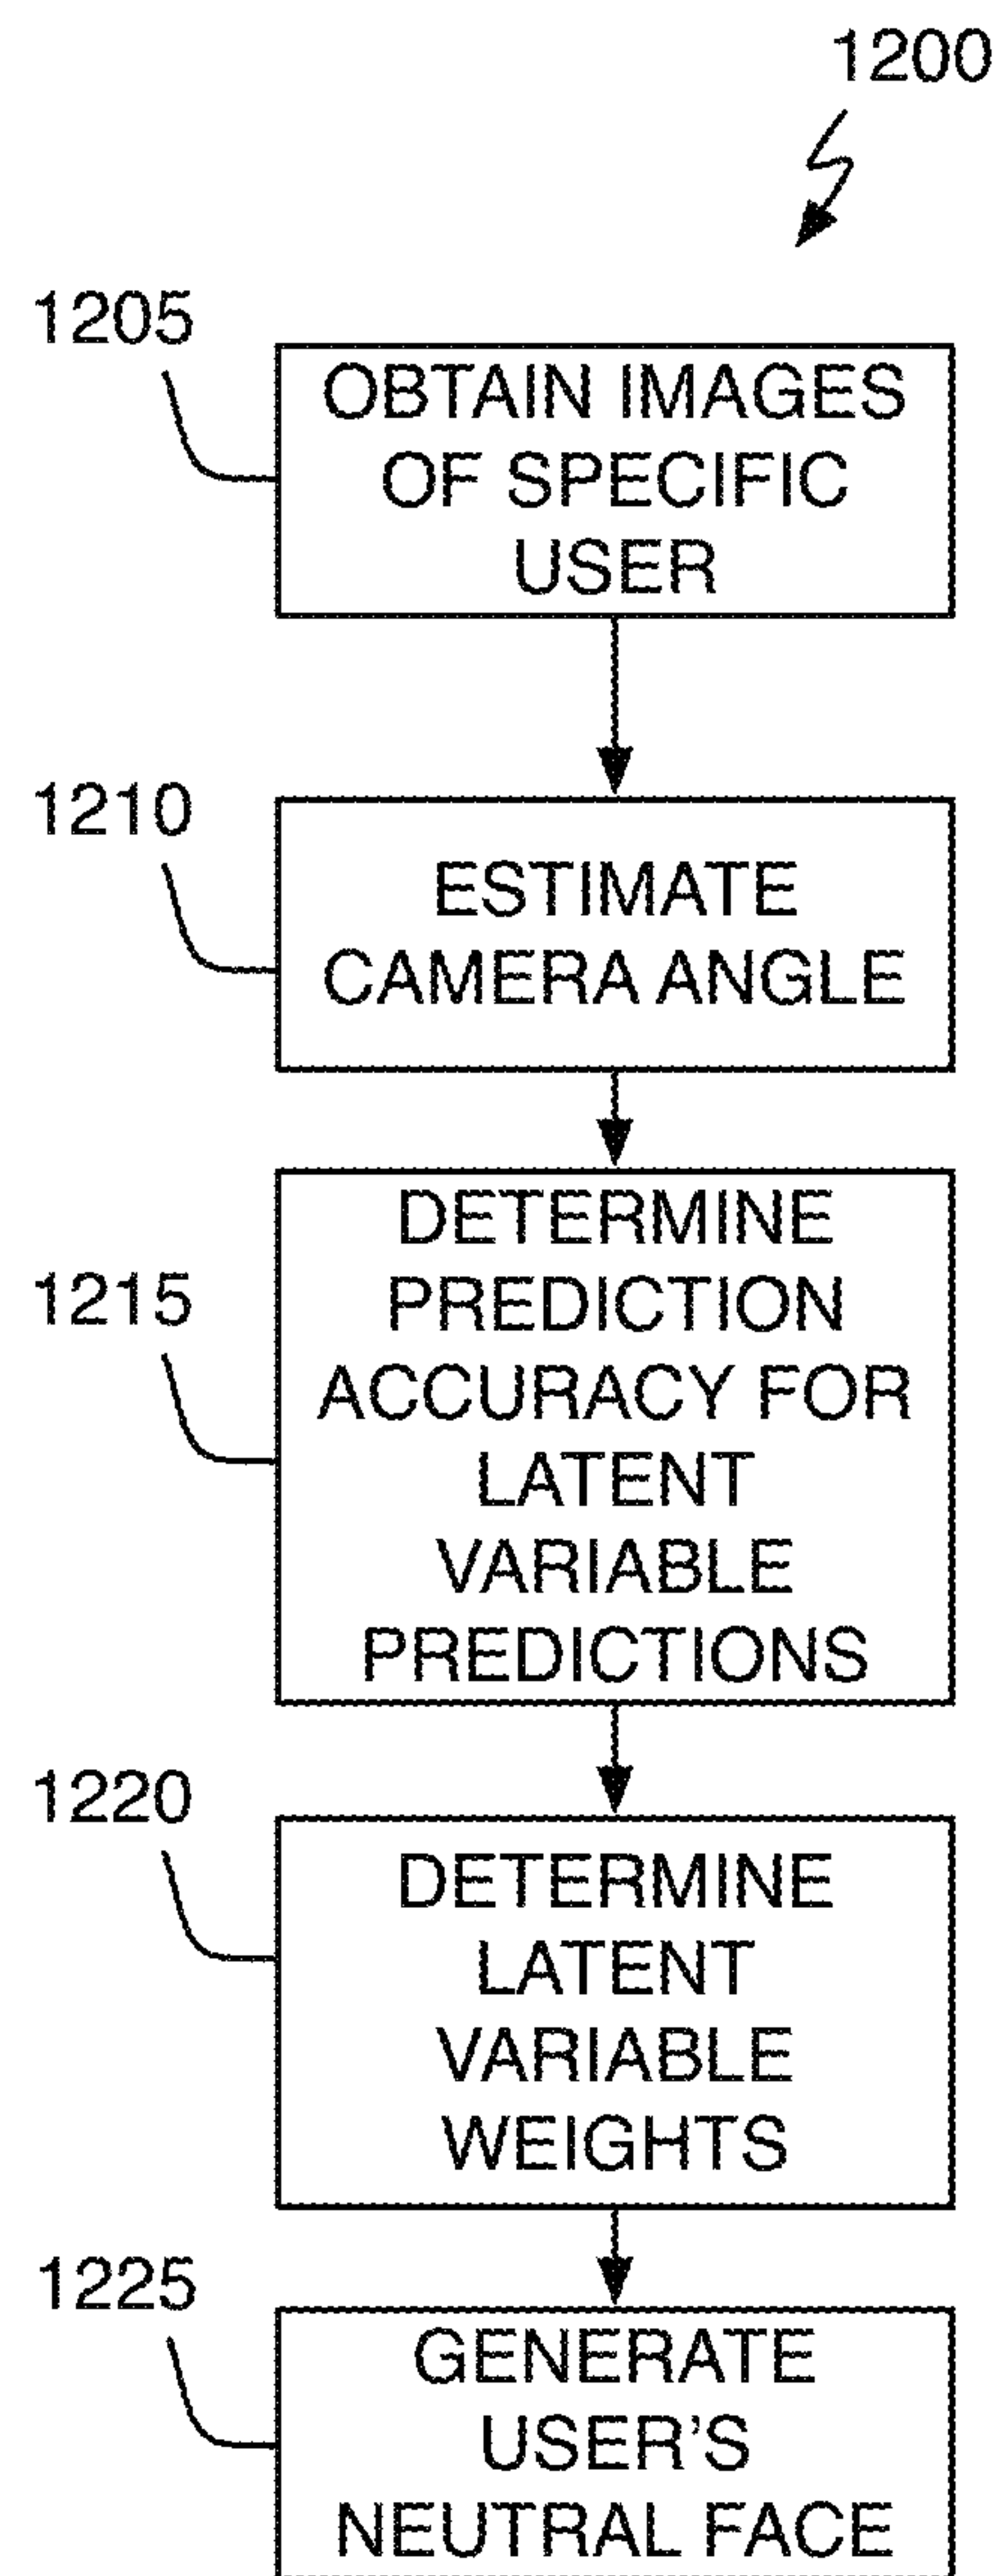 1200
1205
OBTAIN IMAGES
OF SPECIFIC
USER
1210
ESTIMATE
CAMERA ANGLE
1215
DETERMINE
PREDICTION
ACCURACY FOR
LATENT
VARIABLE
PREDICTIONS
1220
DETERMINE
LATENT
VARIABLE
WEIGHTS
1225
GENERATE
USER'S
NEUTRAL FACE